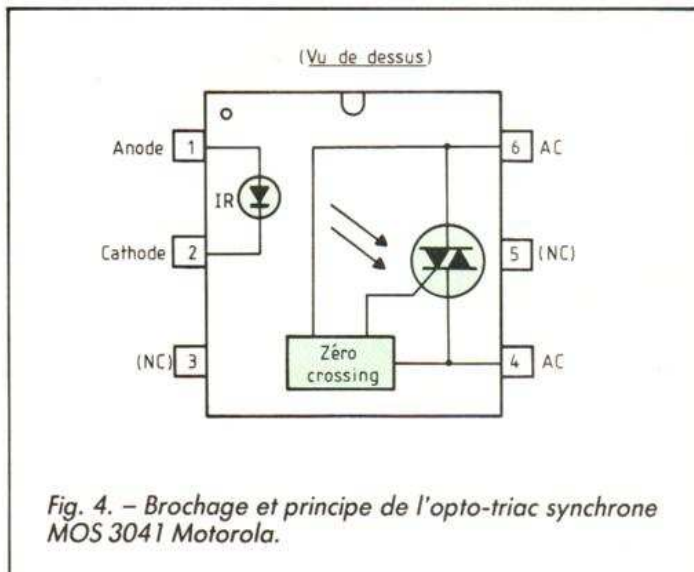 (Vu de dessus)
Anode 1
6 AC
IR
Cathode 2
5 (NC)
(NC) 3
Zéro
crossing
4 AC
Fig. 4. – Brochage et principe de l'opto-triac synchrone
MOS 3041 Motorola.